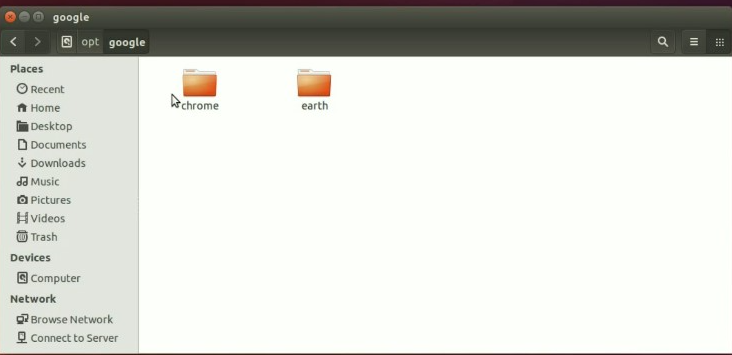 google
opt google
Places
Recent
Home
Desktop
Documents
Downloads
Music
Pictures
Videos
Trash
Devices
Computer
Network
Browse Network
Connect to Server
chrome earth